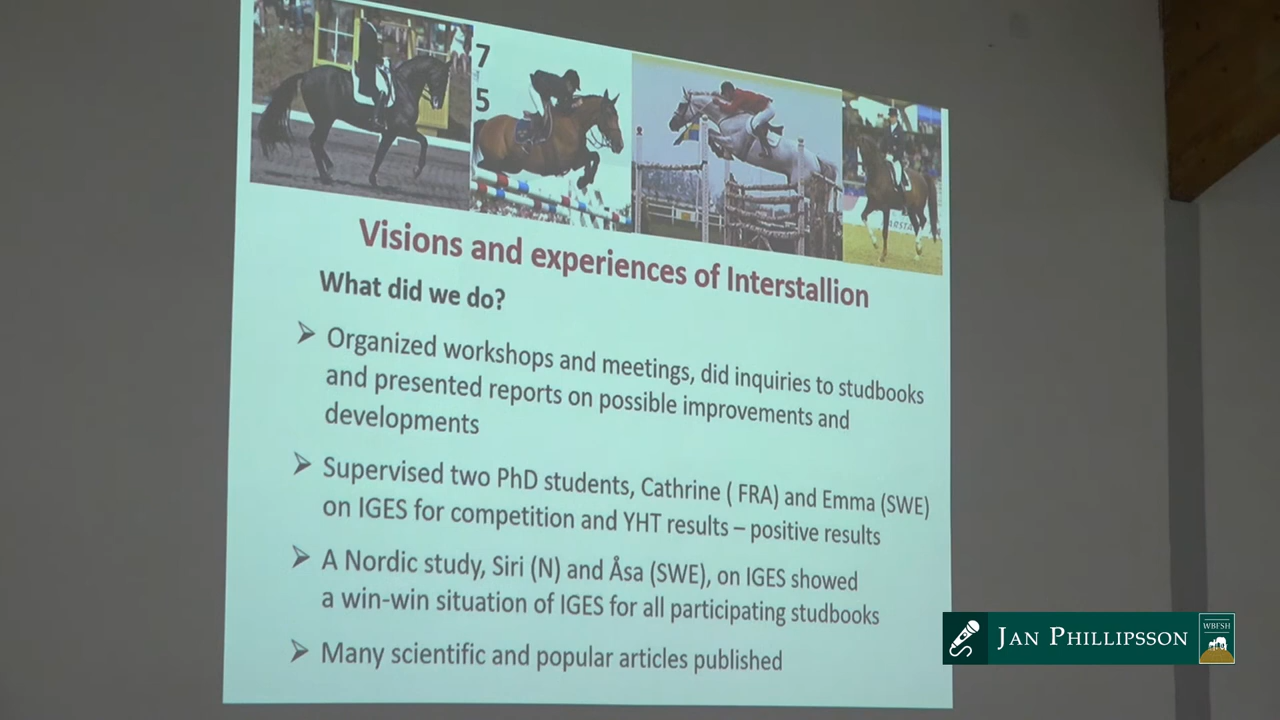 7
5
Visions and experiences of Interstallion
What did we do?
➢ Organized workshops and meetings, did inquiries to studbooks
and presented reports on possible improvements and
developments
➢ Supervised two PhD students, Cathrine ( FRA) and Emma (SWE)
on IGES for competition and YHT results – positive results
➢ A Nordic study, Siri (N) and Åsa (SWE), on IGES showed
a win-win situation of IGES for all participating studbooks
➢ Many scientific and popular articles published
JAN PHILLIPSSON
WBFSH